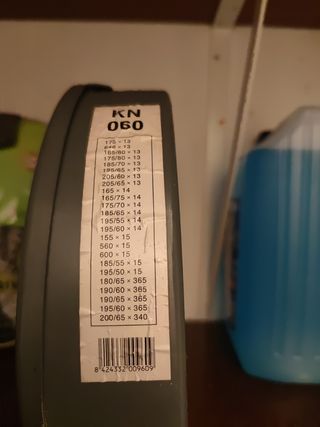 KN
060
175 × 13
165/60 × 13
175/60 × 13
185/70 × 13
195/65 × 13
205/60 × 13
205/65 × 13
165 × 14
165/75 × 14
175/70 × 14
185/65 × 14
195/55 × 14
195/60 × 14
155 × 15
560 × 15
600 × 15
185/55 × 15
195/50 × 15
180/65 × 365
190/60 × 365
190/65 × 365
195/60 × 365
200/65 × 340
8 424332 009609